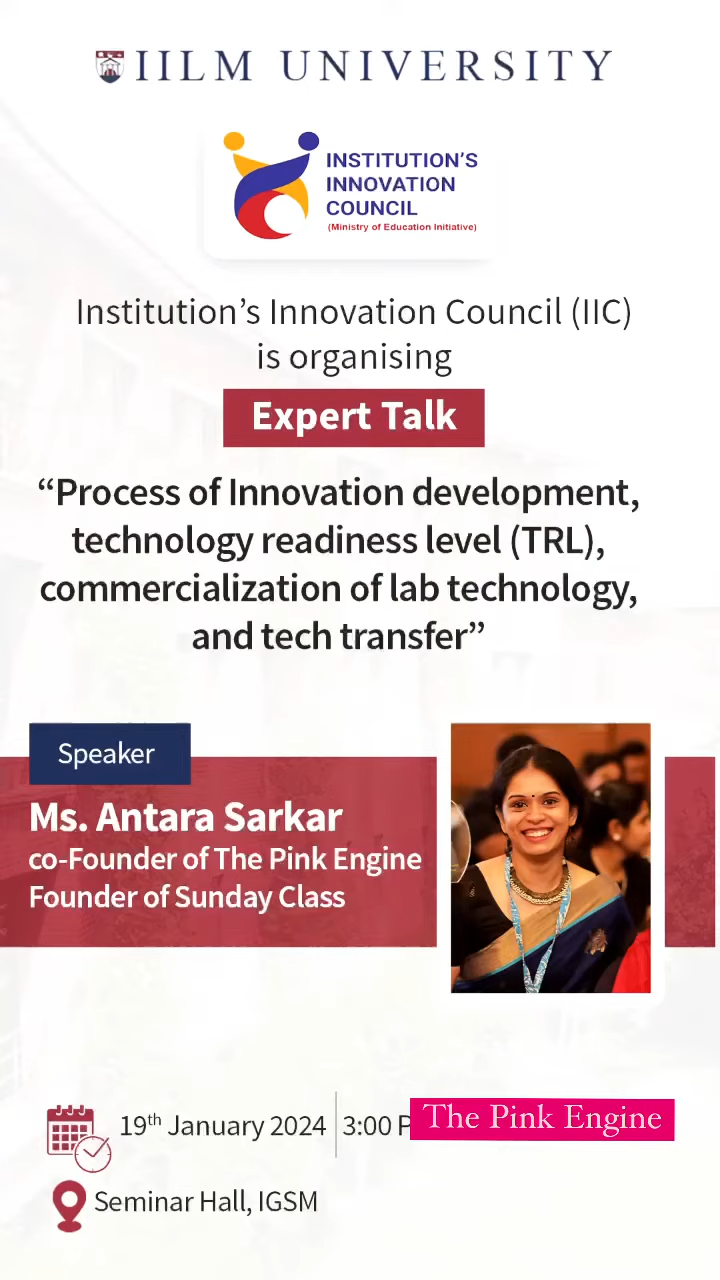 IILM UNIVERSITY
INSTITUTION'S
INNOVATION
COUNCIL
(Ministry of Education Initiative)
Institution's Innovation Council (IIC)
is organising
Expert Talk
“Process of Innovation development,
technology readiness level (TRL),
commercialization of lab technology,
and tech transfer”
Speaker
Ms. Antara Sarkar
co-Founder of The Pink Engine
Founder of Sunday Class
19th January 2024 3:00 P
The Pink Engine
Seminar Hall, IGSM